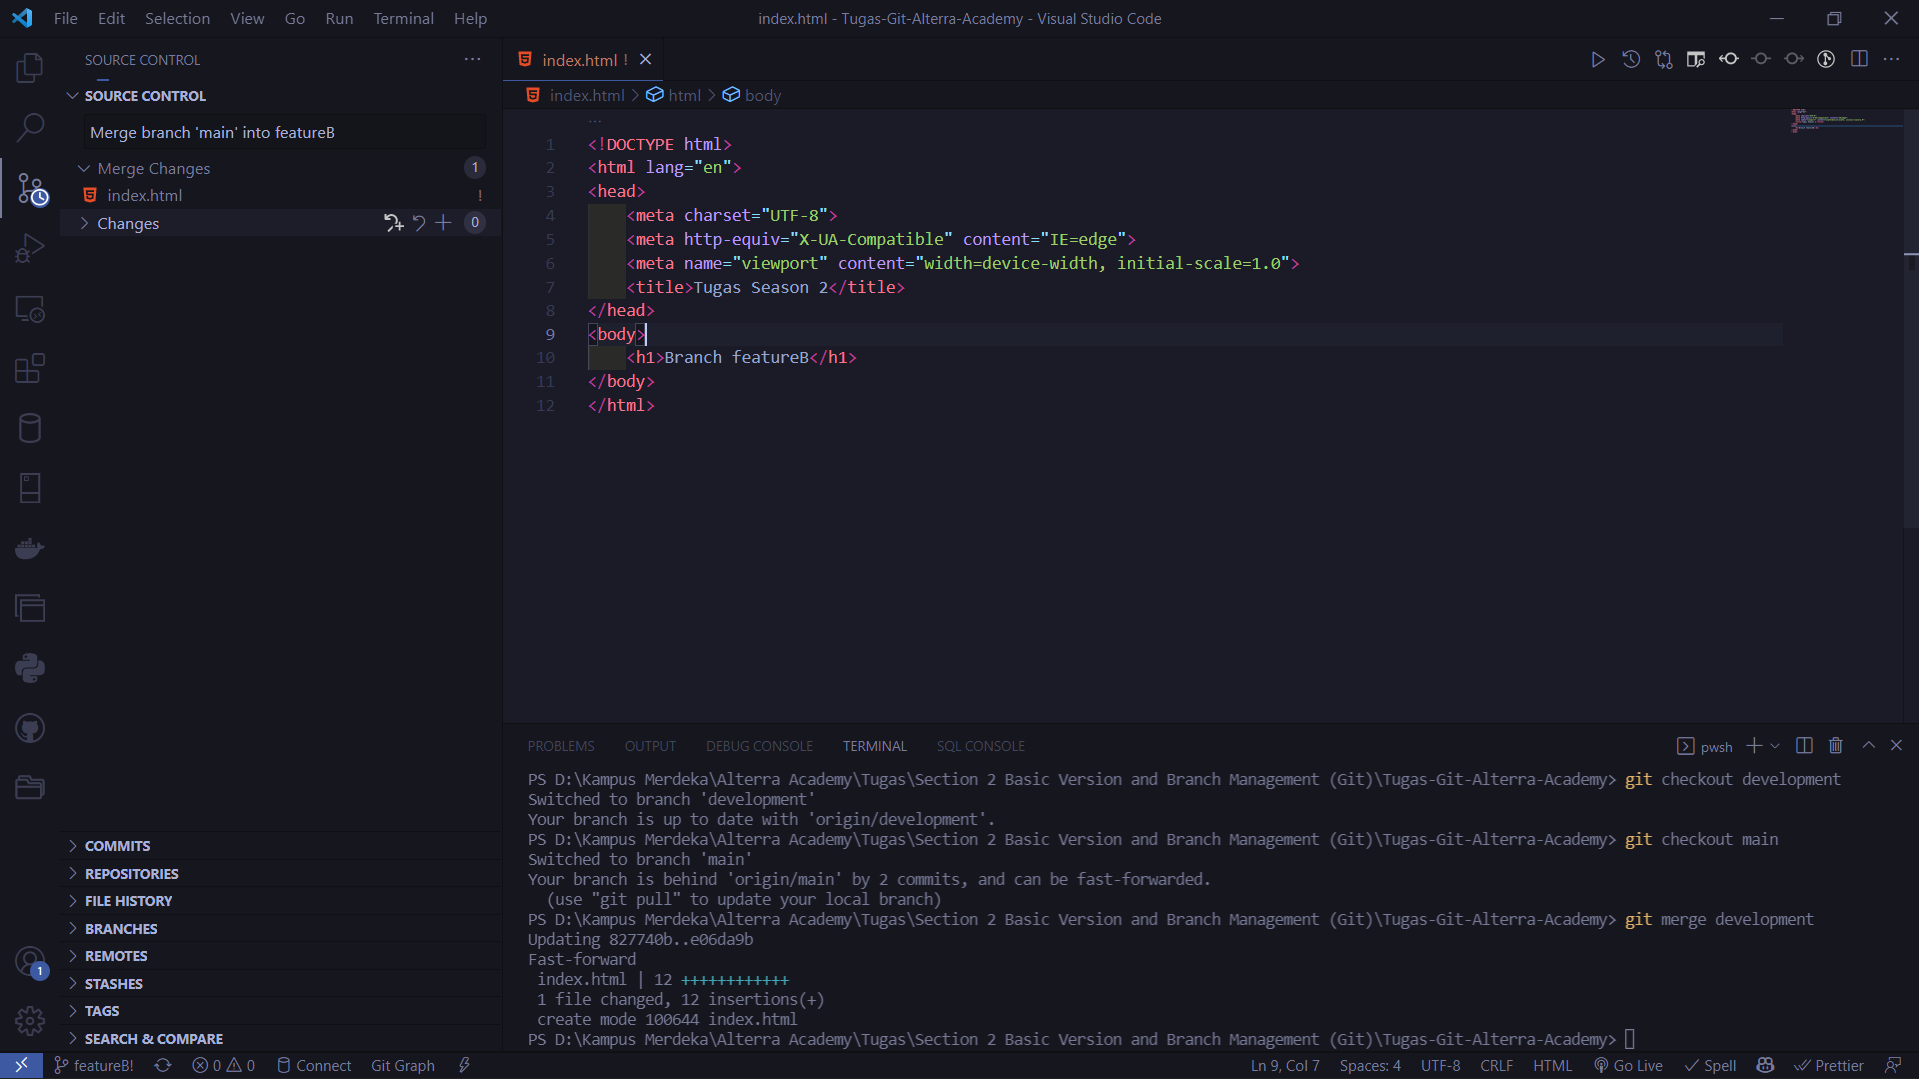 File Edit Selection View Go Run Terminal Help
index.html - Tugas-Git-Alterra-Academy - Visual Studio Code
SOURCE CONTROL
SOURCE CONTROL
Merge branch 'main' into featureB
Merge Changes 1
index.html !
Changes 0
COMMITS
REPOSITORIES
FILE HISTORY
BRANCHES
REMOTES
STASHES
TAGS
SEARCH & COMPARE
1
index.html !
index.html > html > body
1 <!DOCTYPE html>
2 <html lang="en">
3 <head>
4 <meta charset="UTF-8">
5 <meta http-equiv="X-UA-Compatible" content="IE=edge">
6 <meta name="viewport" content="width=device-width, initial-scale=1.0">
7 <title>Tugas Season 2</title>
8 </head>
9 <body>
10 <h1>Branch featureB</h1>
11 </body>
12 </html>
PROBLEMS OUTPUT DEBUG CONSOLE TERMINAL SQL CONSOLE
pwsh
PS D:\Kampus Merdeka\Alterra Academy\Tugas\Section 2 Basic Version and Branch Management (Git)\Tugas-Git-Alterra-Academy> git checkout development
Switched to branch 'development'
Your branch is up to date with 'origin/development'.
PS D:\Kampus Merdeka\Alterra Academy\Tugas\Section 2 Basic Version and Branch Management (Git)\Tugas-Git-Alterra-Academy> git checkout main
Switched to branch 'main'
Your branch is behind 'origin/main' by 2 commits, and can be fast-forwarded.
(use "git pull" to update your local branch)
PS D:\Kampus Merdeka\Alterra Academy\Tugas\Section 2 Basic Version and Branch Management (Git)\Tugas-Git-Alterra-Academy> git merge development
Updating 827740b..e06da9b
Fast-forward
index.html | 12 ++++++++++++
1 file changed, 12 insertions(+)
create mode 100644 index.html
PS D:\Kampus Merdeka\Alterra Academy\Tugas\Section 2 Basic Version and Branch Management (Git)\Tugas-Git-Alterra-Academy>
featureB! 0 0 Connect Git Graph
Ln 9, Col 7 Spaces: 4 UTF-8 CRLF HTML Go Live Spell Prettier